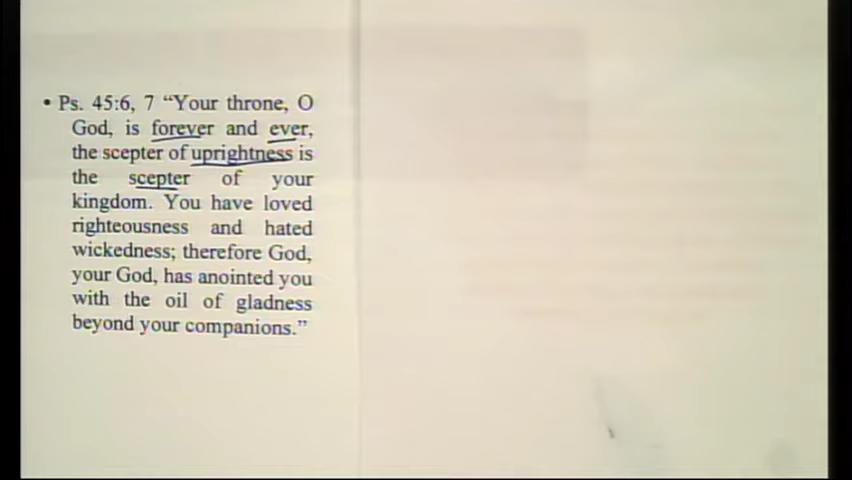 • Ps. 45:6, 7 “Your throne, O
God, is forever and ever,
the scepter of uprightness is
the scepter of your
kingdom. You have loved
righteousness and hated
wickedness; therefore God,
your God, has anointed you
with the oil of gladness
beyond your companions.”